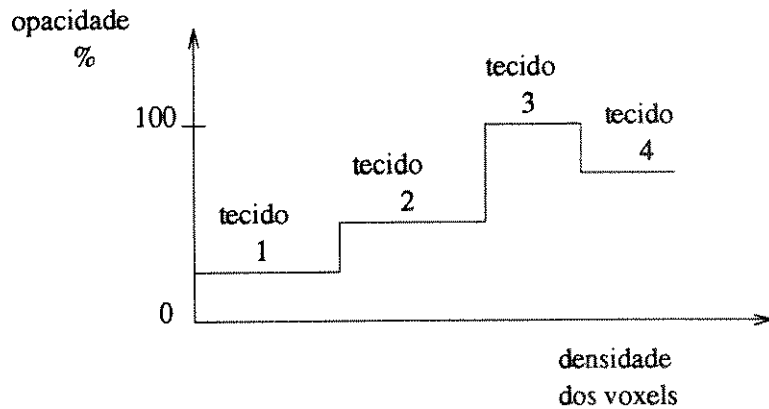 opacidade
%
100
0
tecido
1
tecido
2
tecido
3
tecido
4
densidade
dos voxels